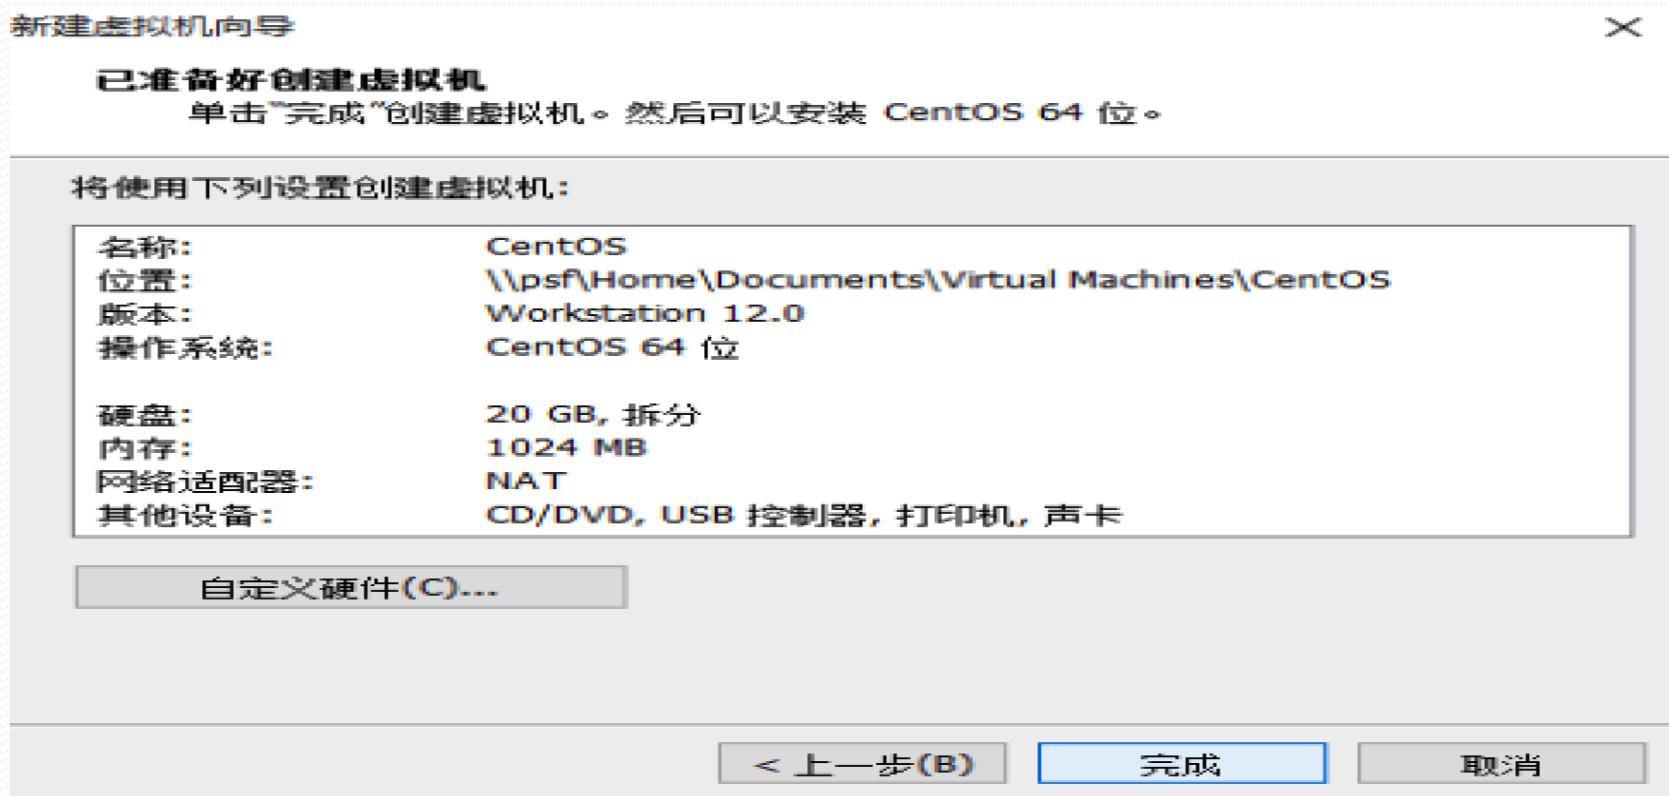 新建虚拟机向导
已准备好创建虚拟机
单击“完成”创建虚拟机。然后可以安装 CentOS 64 位。
将使用下列设置创建虚拟机:
名称: CentOS
位置: \\psf\Home\Documents\Virtual Machines\CentOS
版本: Workstation 12.0
操作系统: CentOS 64 位
硬盘: 20 GB, 拆分
内存: 1024 MB
网络适配器: NAT
其他设备: CD/DVD, USB 控制器, 打印机, 声卡
自定义硬件(C)...
< 上一步(B) 完成 取消